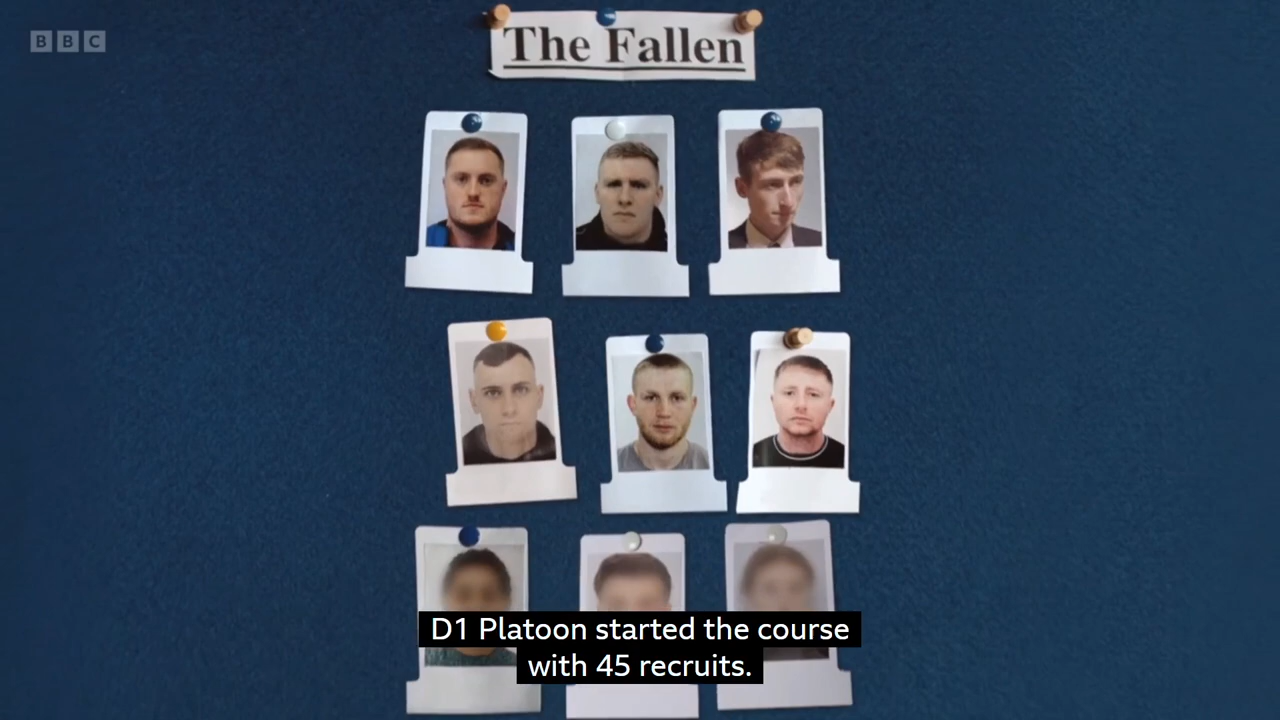 BBC
The Fallen
D1 Platoon started the course
with 45 recruits.